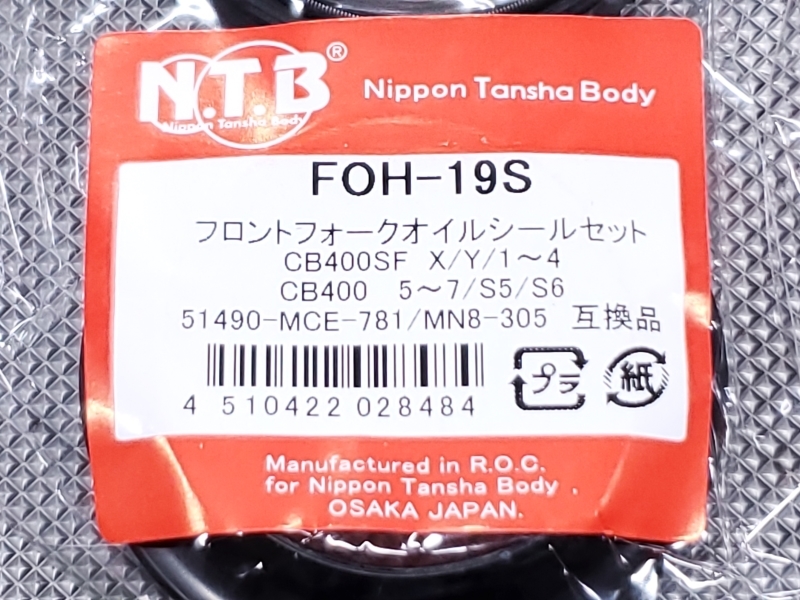 N.T.B®
Nippon Tansha Body
Nippon Tansha Body
FOH-19S
フロントフォークオイルシールセット
CB400SF X/Y/1～4
CB400 5～7/S5/S6
51490-MCE-781/MN8-305 互換品
4 510422 028484
プラ
紙
Manufactured in R.O.C.
for Nippon Tansha Body .
OSAKA JAPAN.